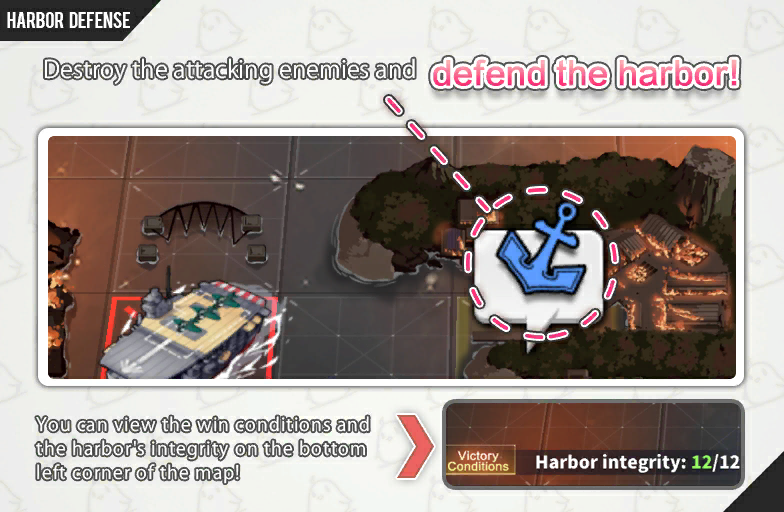 HARBOR DEFENSE
Destroy the attacking enemies and defend the harbor!
You can view the win conditions and
the harbor's integrity on the bottom
left corner of the map!
Victory
Conditions
Harbor integrity: 12/12